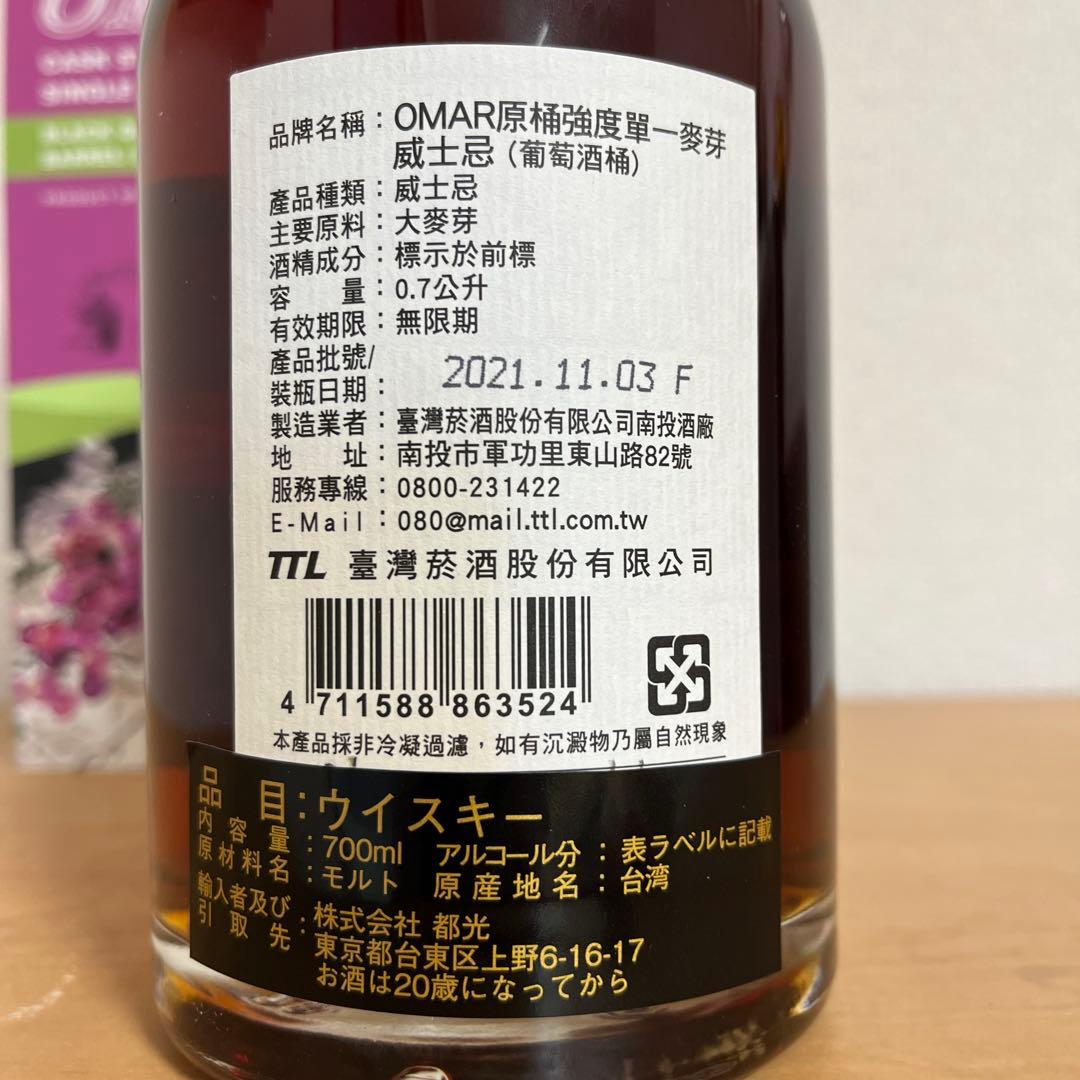 CASK S
SINGLE
BLACK Q
BARREL
品牌名稱：OMAR原桶強度單一麥芽
威士忌（葡萄酒桶）
產品種類：威士忌
主要原料：大麥芽
酒精成分：標示於前標
容量：0.7公升
有效期限：無限期
產品批號/
裝瓶日期：2021.11.03 F
製造業者：臺灣菸酒股份有限公司南投酒廠
地址：南投市軍功里東山路82號
服務專線：0800-231422
E-Mail：080@mail.ttl.com.tw
TTL 臺灣菸酒股份有限公司
4 711588 863524
本產品採非冷凝過濾，如有沉澱物乃屬自然現象
品目：ウイスキー
内容量：700ml アルコール分：表ラベルに記載
原材料名：モルト 原産地名：台湾
輸入者及び
引取先：株式会社 都光
東京都台東区上野6-16-17
お酒は20歳になってから